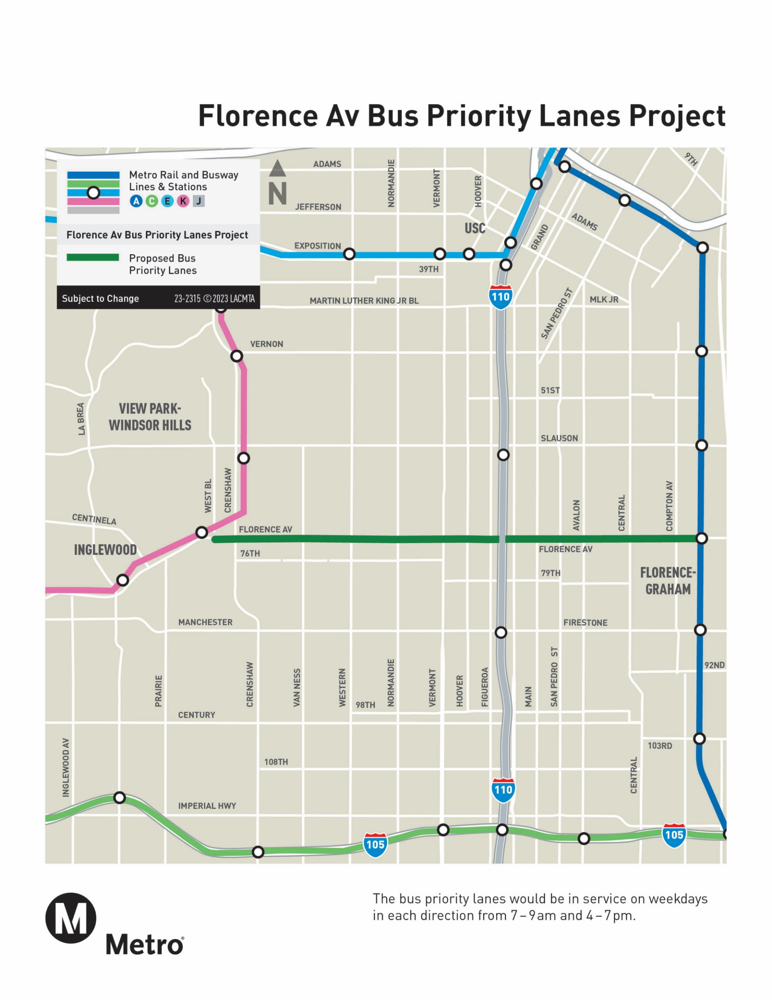 Florence Av Bus Priority Lanes Project
Metro Rail and Busway
Lines & Stations
A C E K J
Florence Av Bus Priority Lanes Project
Proposed Bus
Priority Lanes
Subject to Change 23-2315 ©2023 LACMTA
N
ADAMS
JEFFERSON
EXPOSITION
39TH
MARTIN LUTHER KING JR BL
NORMANDIE
VERMONT
HOOVER
USC
GRAND
ADAMS
9TH
110
SAN PEDRO ST
MLK JR
VERNON
51ST
VIEW PARK-
WINDSOR HILLS
LA BREA
SLAUSON
WEST BL
CRENSHAW
AVALON
CENTRAL
COMPTON AV
CENTINELA
FLORENCE AV
INGLEWOOD
76TH
FLORENCE AV
79TH
FLORENCE-
GRAHAM
MANCHESTER
FIRESTONE
92ND
PRAIRIE
CRENSHAW
VAN NESS
WESTERN
98TH
NORMANDIE
VERMONT
HOOVER
FIGUEROA
MAIN
SAN PEDRO ST
CENTURY
103RD
INGLEWOOD AV
108TH
CENTRAL
110
IMPERIAL HWY
105
105
The bus priority lanes would be in service on weekdays
in each direction from 7–9am and 4–7pm.
M
Metro®